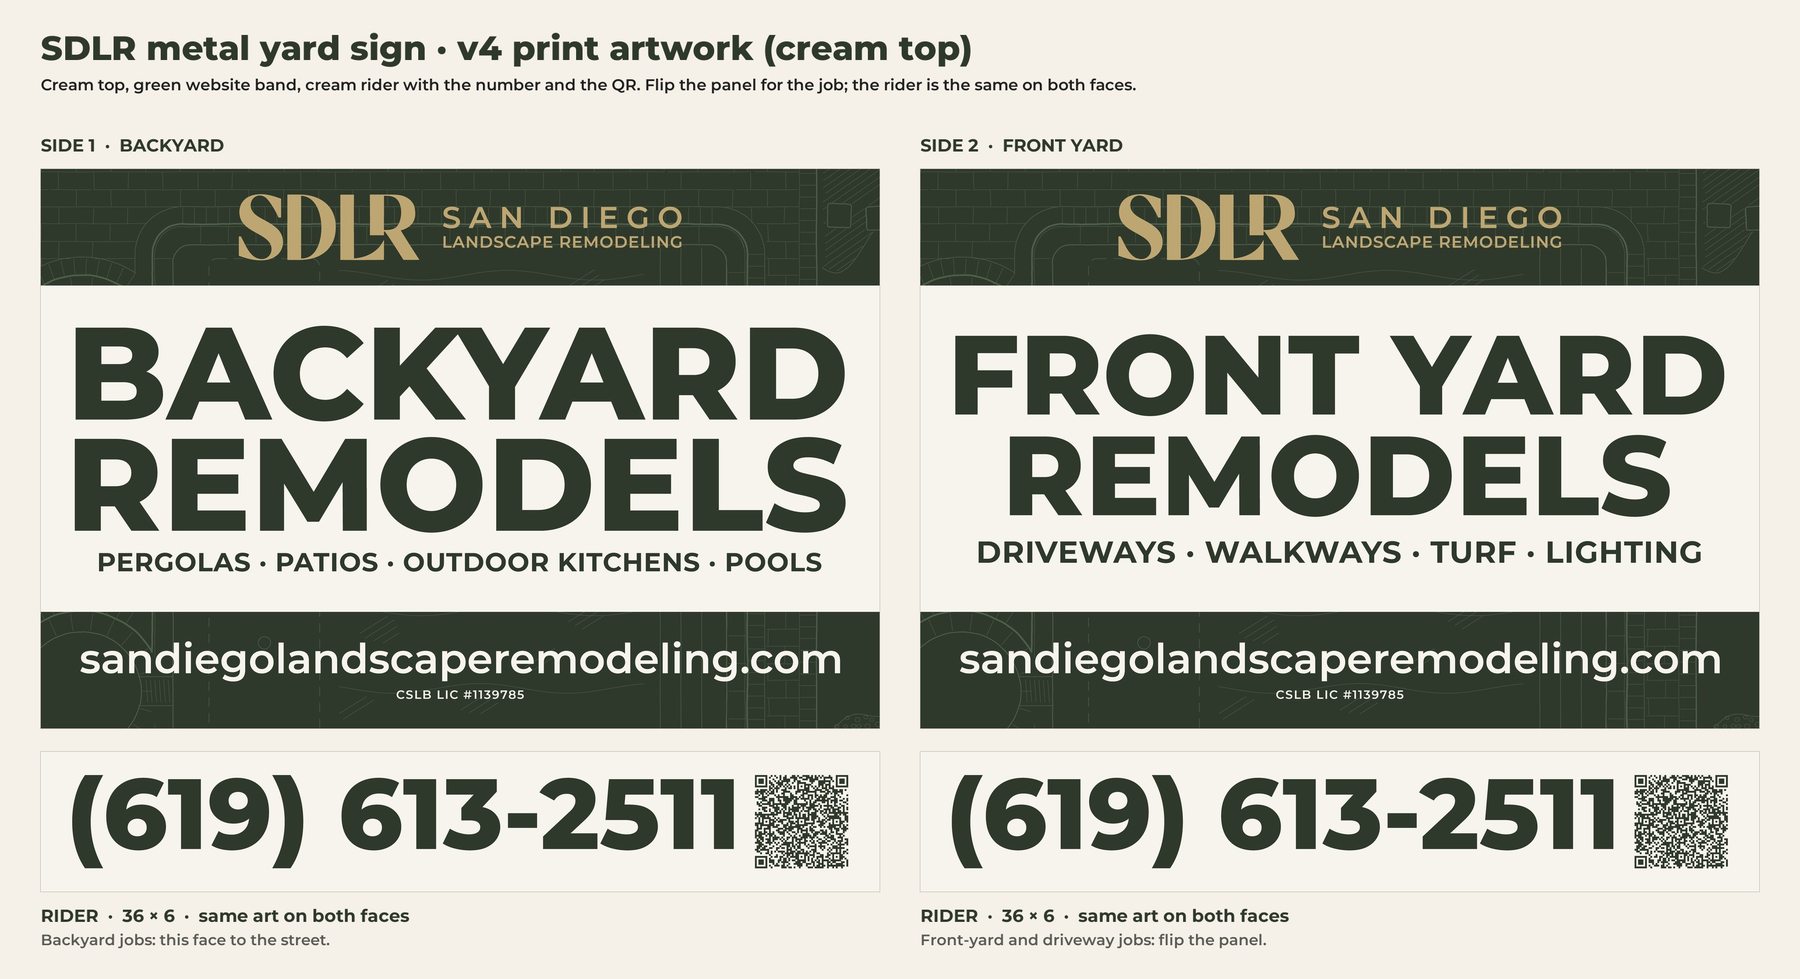 SDLR metal yard sign · v4 print artwork (cream top)
Cream top, green website band, cream rider with the number and the QR. Flip the panel for the job; the rider is the same on both faces.
SIDE 1 · BACKYARD
SDLR
SAN DIEGO
LANDSCAPE REMODELING
BACKYARD
REMODELS
PERGOLAS · PATIOS · OUTDOOR KITCHENS · POOLS
sandiegolandscaperemodeling.com
CSLB LIC #1139785
(619) 613-2511
RIDER · 36 × 6 · same art on both faces
Backyard jobs: this face to the street.
SIDE 2 · FRONT YARD
SDLR
SAN DIEGO
LANDSCAPE REMODELING
FRONT YARD
REMODELS
DRIVEWAYS · WALKWAYS · TURF · LIGHTING
sandiegolandscaperemodeling.com
CSLB LIC #1139785
(619) 613-2511
RIDER · 36 × 6 · same art on both faces
Front-yard and driveway jobs: flip the panel.